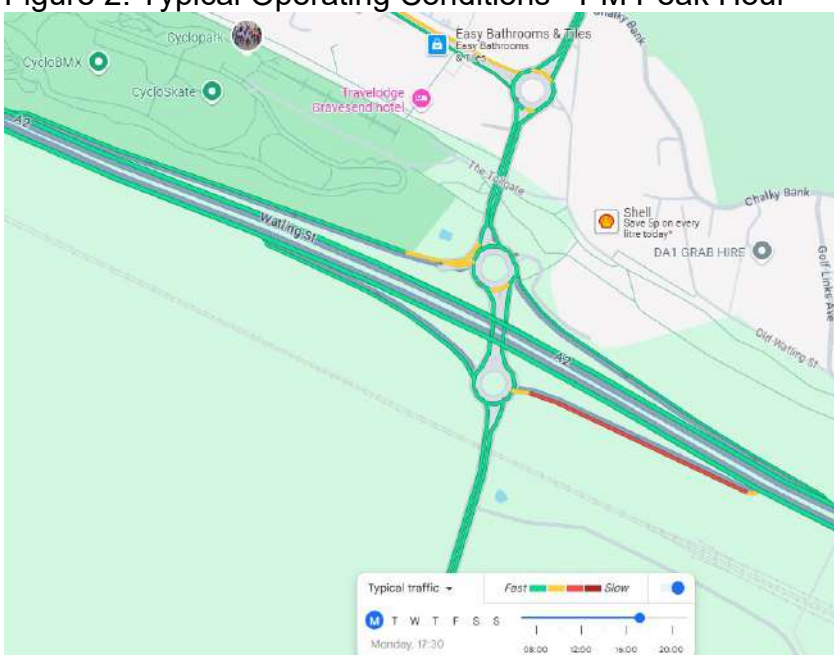 Figure 2: Typical Operating Conditions - PM Peak Hour
Chalky Bank
Cyclopark
Easy Bathrooms & Tiles
Easy Bathrooms
& Tiles
CycloBMX
CycloSkate
Travelodge
Gravesend hotel
A2
The Tollgate
Chalky Bank
Watling St
Shell
Save 5p on every
litre today*
DA1 GRAB HIRE
Golf Links Ave
Old Watling St
A2
Typical traffic
Fast
Slow
M T W T F S S
Monday, 17:30
08:00 12:00 16:00 20:00